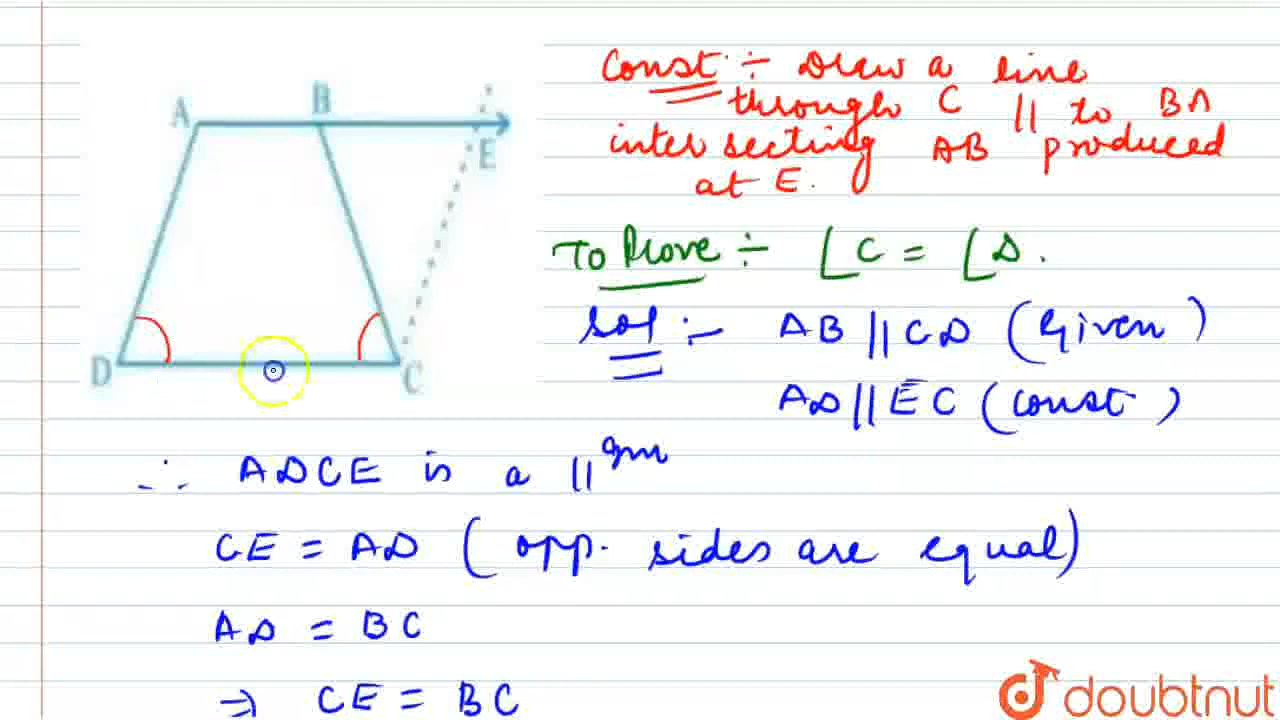 A
B
E
D
C
Const :- Draw a line
through C || to BA
intersecting AB produced
at E.
To Prove :- ∠C = ∠D.
Sol :- AB || CD (Given)
AD || EC (Const)
∴ ADCE is a ||gm
CE = AD (opp. sides are equal)
AD = BC
⇒ CE = BC
doubtnut